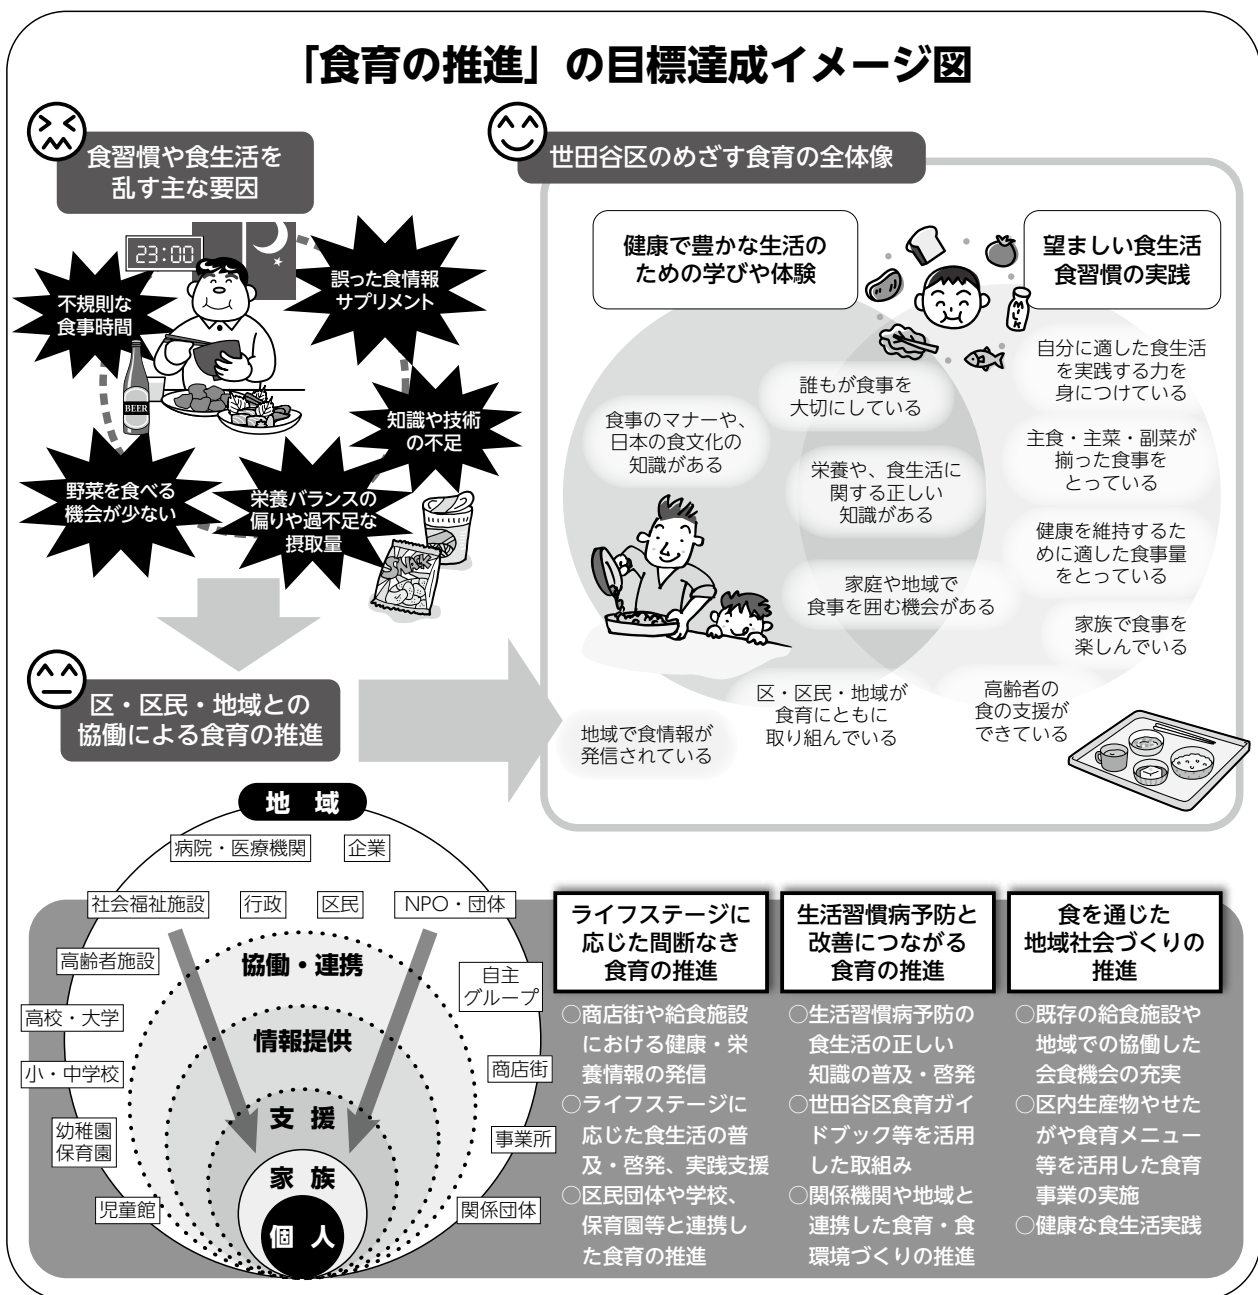 「食育の推進」の目標達成イメージ図
食習慣や食生活を
乱す主な要因
23:00
不規則な
食事時間
誤った食情報
サプリメント
BEER
知識や技術
の不足
野菜を食べる
機会が少ない
栄養バランスの
偏りや過不足な
摂取量
SNACK
世田谷区のめざす食育の全体像
健康で豊かな生活の
ための学びや体験
望ましい食生活
食習慣の実践
MILK
食事のマナーや、
日本の食文化の
知識がある
誰もが食事を
大切にしている
栄養や、食生活に
関する正しい
知識がある
家庭や地域で
食事を囲む機会がある
自分に適した食生活
を実践する力を
身につけている
主食・主菜・副菜が
揃った食事を
とっている
健康を維持するた
めに適した食事量
をとっている
家族で食事を
楽しんでいる
地域で食情報が
発信されている
区・区民・地域が
食育にともに
取り組んでいる
高齢者の
食の支援が
できている
区・区民・地域との
協働による食育の推進
地 域
病院・医療機関
企業
社会福祉施設
行政
区民
NPO・団体
高齢者施設
協働・連携
自主
グループ
高校・大学
情報提供
小・中学校
商店街
支 援
幼稚園
保育園
事業所
家 族
児童館
関係団体
個 人
ライフステージに
応じた間断なき
食育の推進
○商店街や給食施設
における健康・栄
養情報の発信
○ライフステージに
応じた食生活の普
及・啓発、実践支援
○区民団体や学校、
保育園等と連携し
た食育の推進
生活習慣病予防と
改善につながる
食育の推進
○生活習慣病予防の
食生活の正しい
知識の普及・啓発
○世田谷区食育ガイ
ドブック等を活用
した取組み
○関係機関や地域と
連携した食育・食
環境づくりの推進
食を通じた
地域社会づくりの
推進
○既存の給食施設や
地域での協働した
会食機会の充実
○区内生産物やせた
がや食育メニュー
等を活用した食育
事業の実施
○健康な食生活実践